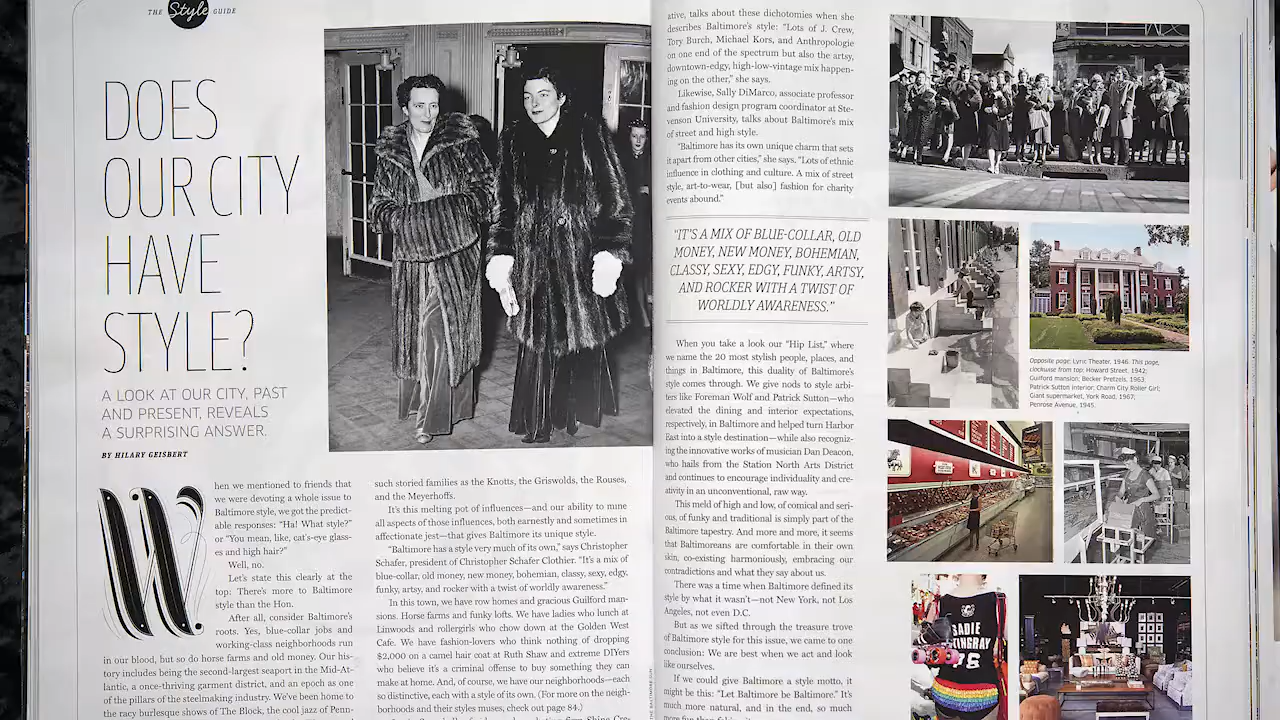 THE Style GUIDE
DOES
OUR CITY
HAVE
STYLE?
A LOOK AT OUR CITY, PAST
AND PRESENT, REVEALS
A SURPRISING ANSWER.
BY HILARY GEISBERT
When we mentioned to friends that
we were devoting a whole issue to
Baltimore style, we got the predict-
able responses: “Ha! What style?”
or “You mean, like, cat's-eye glass-
es and high hair?”
Well, no.
Let's state this clearly at the
top: There's more to Baltimore
style than the Hon.
After all, consider Baltimore's
roots. Yes, blue-collar jobs and
working-class neighborhoods run
in our blood, but so do horse farms and old money. Our his-
tory includes being the second-largest seaport in the Mid-At-
lantic, a once-thriving garment district, and an epoch as one
of the pillars of the steelmaking industry. We've been home to
the racy burlesque shows of The Block, soul and jazz of Penn-
such storied families as the Knotts, the Griswolds, the Rouses,
and the Meyerhoffs.
It's this melting pot of influences—and our ability to mine
all aspects of those influences, both earnestly and sometimes in
affectionate jest—that gives Baltimore its unique style.
“Baltimore has a style very much of its own,” says Christopher
Schafer, president of Christopher Schafer Clothier. “It's a mix of
blue-collar, old money, new money, bohemian, classy, sexy, edgy,
funky, artsy, and rocker with a twist of worldly awareness.”
In this town, we have row homes and gracious Guilford man-
sions. Horse farms and funky lofts. We have ladies who lunch at
Linwoods and rollergirls who chow down at the Golden West
Cafe. We have fashion-lovers who think nothing of dropping
$2,000 on a camel hair coat at Ruth Shaw and extreme DIYers
who believe it's a criminal offense to buy something they can
make at home. And, of course, we have our neighborhoods—each
so distinctive, each with a style of its own. (For more on the neigh-
style muses, check out page
ative, talks about these dichotomies when she
describes Baltimore's style: “Lots of J. Crew,
Tory Burch, Michael Kors, and Anthropologie
on one end of the spectrum but also the artsy,
downtown-edgy, high-low-vintage mix happen-
ing on the other,” she says.
Likewise, Sally DiMarco, associate professor
and fashion design program coordinator at Ste-
venson University, talks about Baltimore's mix
of street and high style.
“Baltimore has its own unique charm that sets
it apart from other cities,” she says. “Lots of ethnic
influence in clothing and culture. A mix of street
style, art-to-wear, [but also] fashion for charity
events abound.”
“IT'S A MIX OF BLUE-COLLAR, OLD
MONEY, NEW MONEY, BOHEMIAN,
CLASSY, SEXY, EDGY, FUNKY, ARTSY,
AND ROCKER WITH A TWIST OF
WORLDLY AWARENESS.”
When you take a look our “Hip List,” where
we name the 20 most stylish people, places, and
things in Baltimore, this duality of Baltimore's
style comes through. We give nods to tastes arbi-
ters like Foreman Wolf and Patrick Sutton—who
elevated the dining and interior expectations,
respectively, in Baltimore and helped turn Harbor
East into a style destination—while also recogniz-
ing the innovative works of musician Dan Deacon,
who hails from the Station North Arts District
and continues to encourage individuality and cre-
ativity in an unconventional, raw way.
This meld of high and low, of comical and seri-
ous, of funky and traditional is simply part of the
Baltimore tapestry. And more and more, it seems
that Baltimoreans are comfortable in their own
skin, co-existing harmoniously, embracing our
contradictions and what they say about us.
There was a time when Baltimore defined its
style by what it wasn't—not New York, not Los
Angeles, not even D.C.
But as we sifted through the treasure trove
of Baltimore style for this issue, we came to one
conclusion: We are best when we act and look
like ourselves.
If we could give Baltimore a style motto, it
might be this: “Let Baltimore be Baltimore.” It's
much more natural, and in the end, so much
Opposite page: Lyric Theater, 1946. This page,
clockwise from top: Howard Street, 1942;
Guilford mansion; Becker Pretzels, 1963;
Patrick Sutton interior; Charm City Roller Girl;
Giant supermarket, York Road, 1967;
Penrose Avenue, 1945.
SADIE
STINGRAY